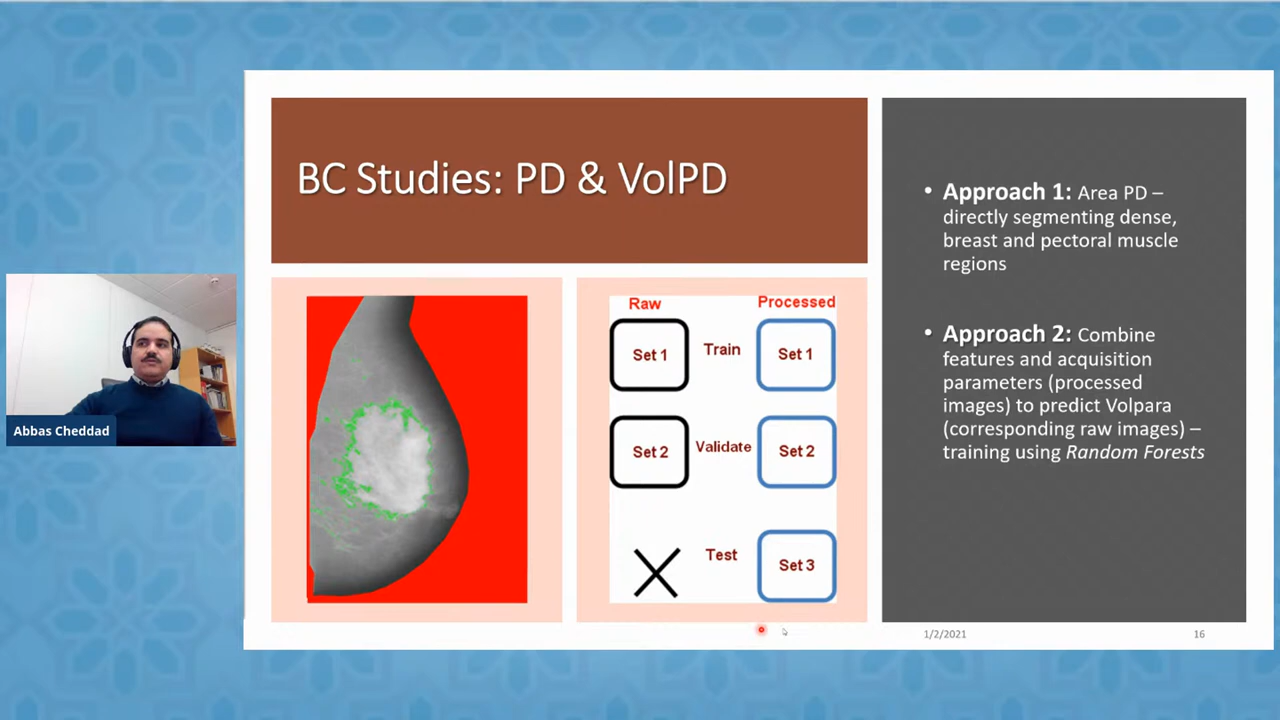 BC Studies: PD & VolPD
Raw
Processed
Set 1
Train
Set 1
Set 2
Validate
Set 2
Test
Set 3
• Approach 1: Area PD –
directly segmenting dense,
breast and pectoral muscle
regions
• Approach 2: Combine
features and acquisition
parameters (processed
images) to predict Volpara
(corresponding raw images) –
training using Random Forests
1/2/2021
16
Abbas Cheddad